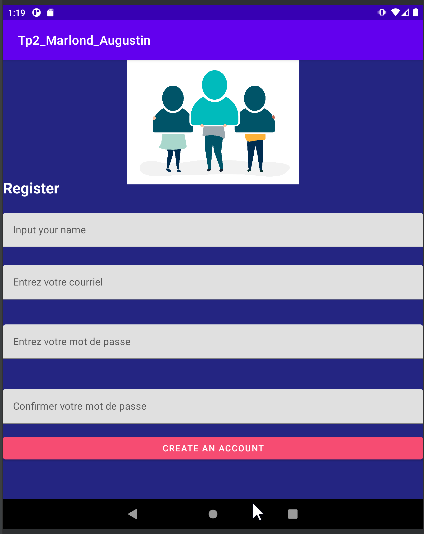 1:19
Tp2_Marlond_Augustin
Register
Input your name
Entrez votre courriel
Entrez votre mot de passe
Confirmer votre mot de passe
CREATE AN ACCOUNT